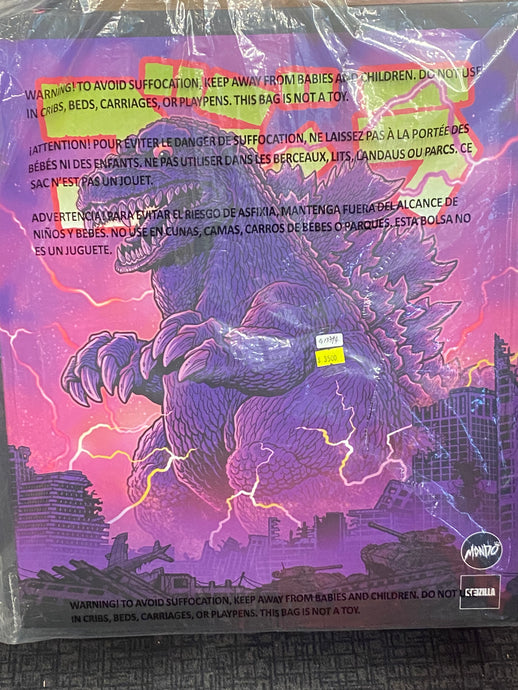 WARNING! TO AVOID SUFFOCATION, KEEP AWAY FROM BABIES AND CHILDREN. DO NOT USE
IN CRIBS, BEDS, CARRIAGES, OR PLAYPENS. THIS BAG IS NOT A TOY.
¡ATTENTION! POUR ÉVITER LE DANGER DE SUFFOCATION, NE LAISSEZ PAS À LA PORTÉE DES
BÉBÉS NI DES ENFANTS. NE PAS UTILISER DANS LES BERCEAUX, LITS, LANDAUS OU PARCS. CE
SAC N'EST PAS UN JOUET.
ADVERTENCIA! PARA EVITAR EL RIESGO DE ASFIXIA, MANTENGA FUERA DEL ALCANCE DE
NIÑOS Y BEBÉS. NO USE EN CUNAS, CAMAS, CARROS DE BEBES O PARQUES. ESTA BOLSA NO
ES UN JUGUETE.
$ 3500
MONDO
WARNING! TO AVOID SUFFOCATION, KEEP AWAY FROM BABIES AND CHILDREN. DO NOT U
IN CRIBS, BEDS, CARRIAGES, OR PLAYPENS. THIS BAG IS NOT A TOY.